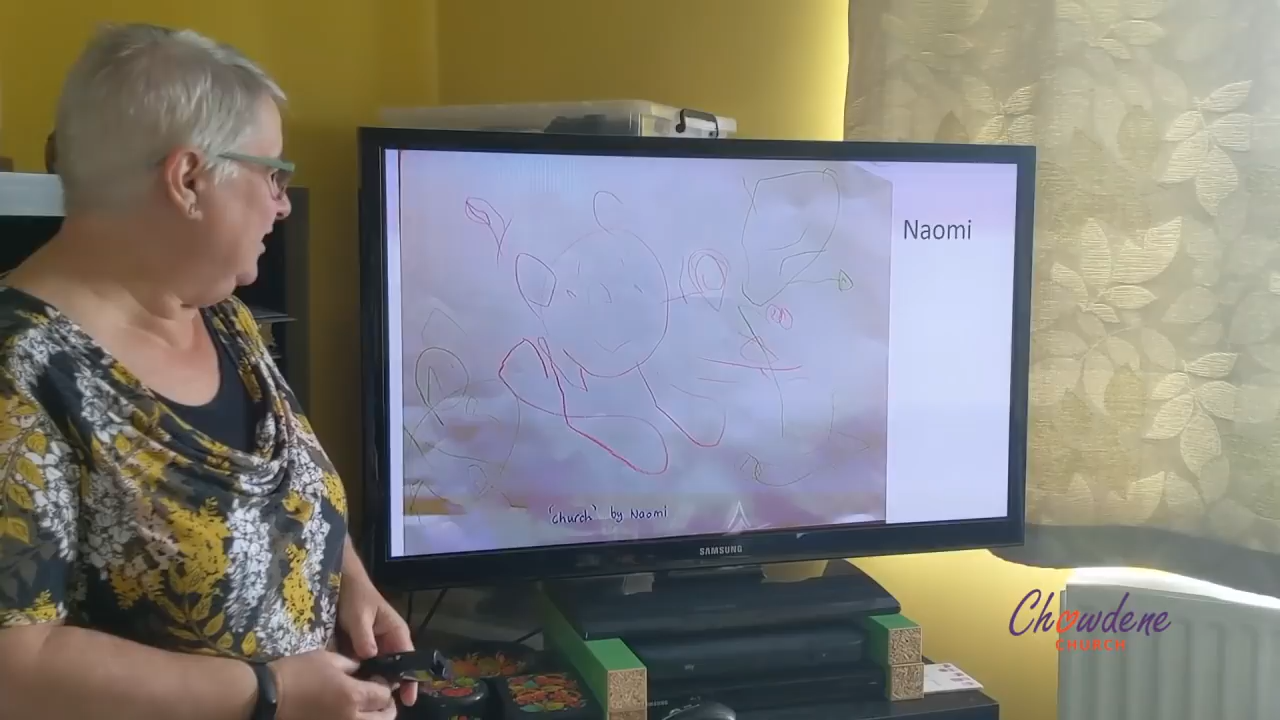 Naomi
'church' by Naomi
SAMSUNG
Chowdene
CHURCH